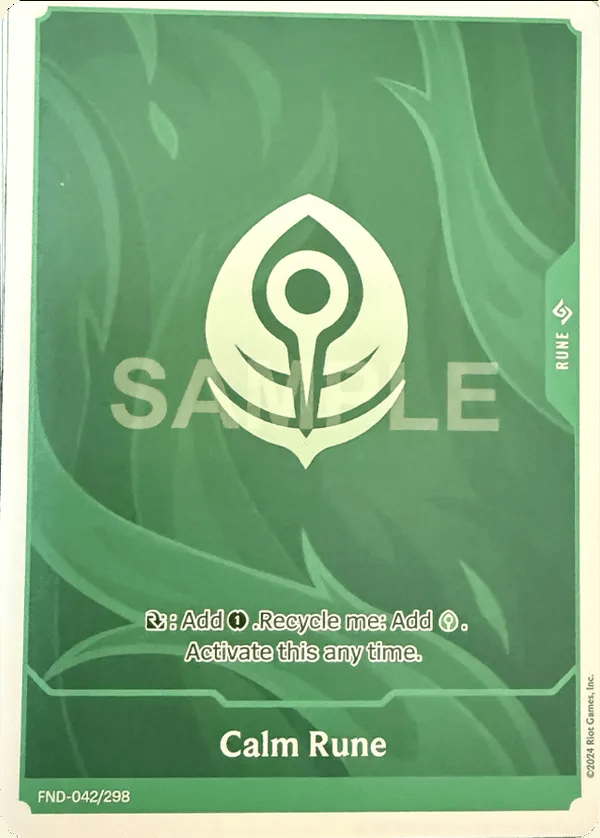 RUNE
SAMPLE
: Add 1 .Recycle me: Add .
Activate this any time.
Calm Rune
FND-042/298
©2024 Riot Games, Inc.